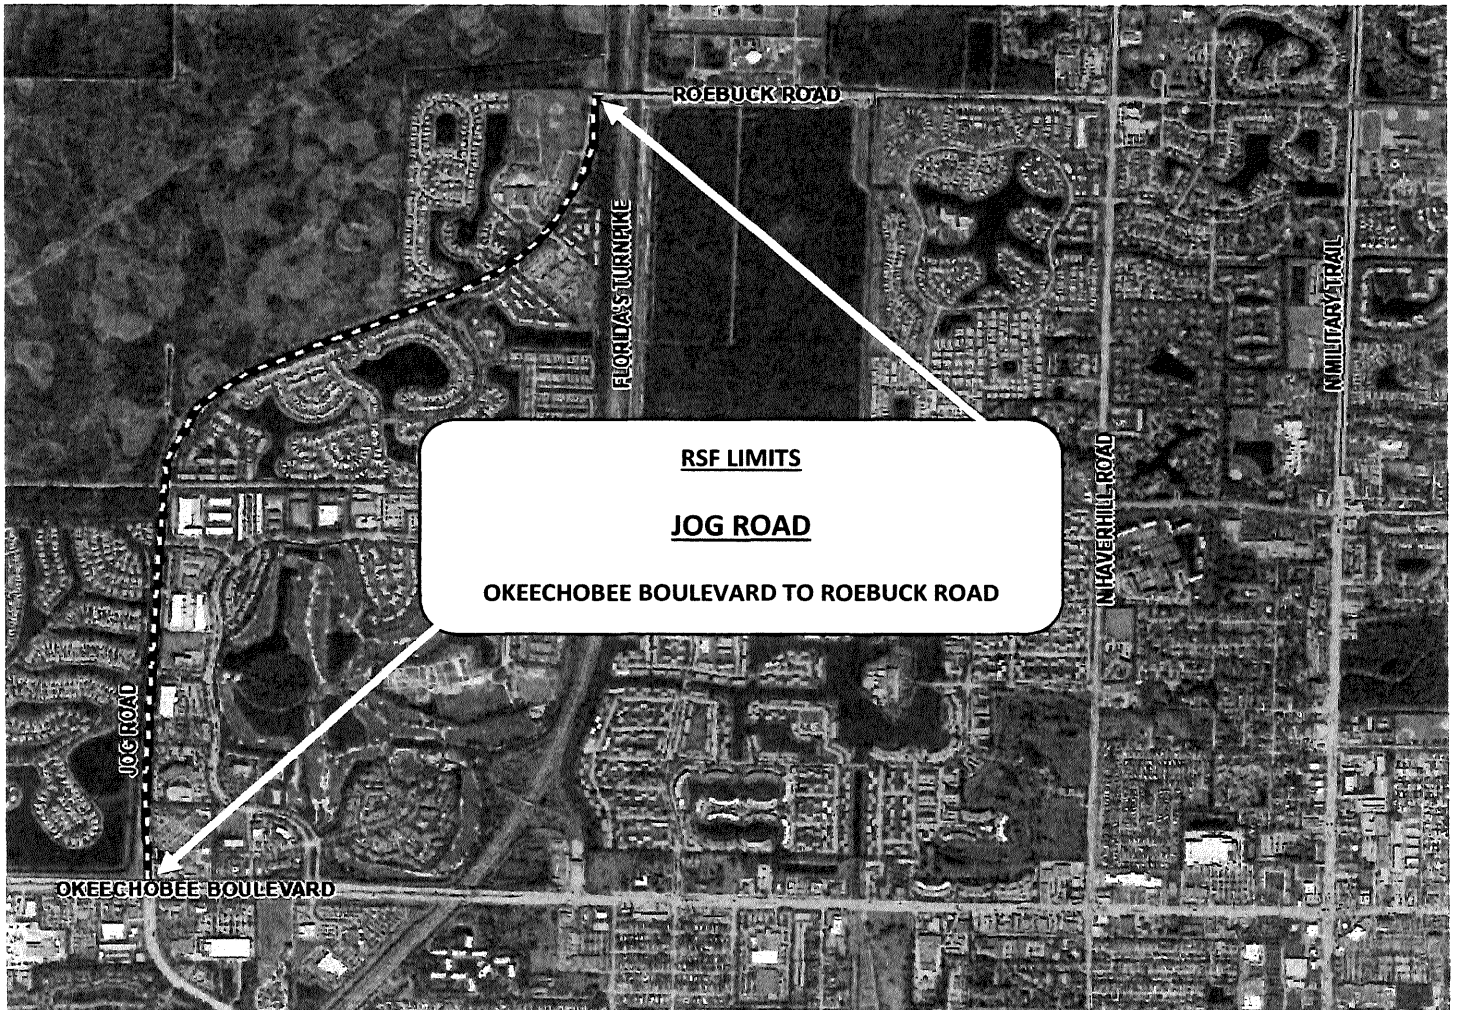 ROEBUCK ROAD
FLORIDA'S TURNPIKE
N MILITARY TRAIL
RSF LIMITS
JOG ROAD
OKEECHOBEE BOULEVARD TO ROEBUCK ROAD
N HAVERHILL ROAD
JOG ROAD
OKEECHOBEE BOULEVARD